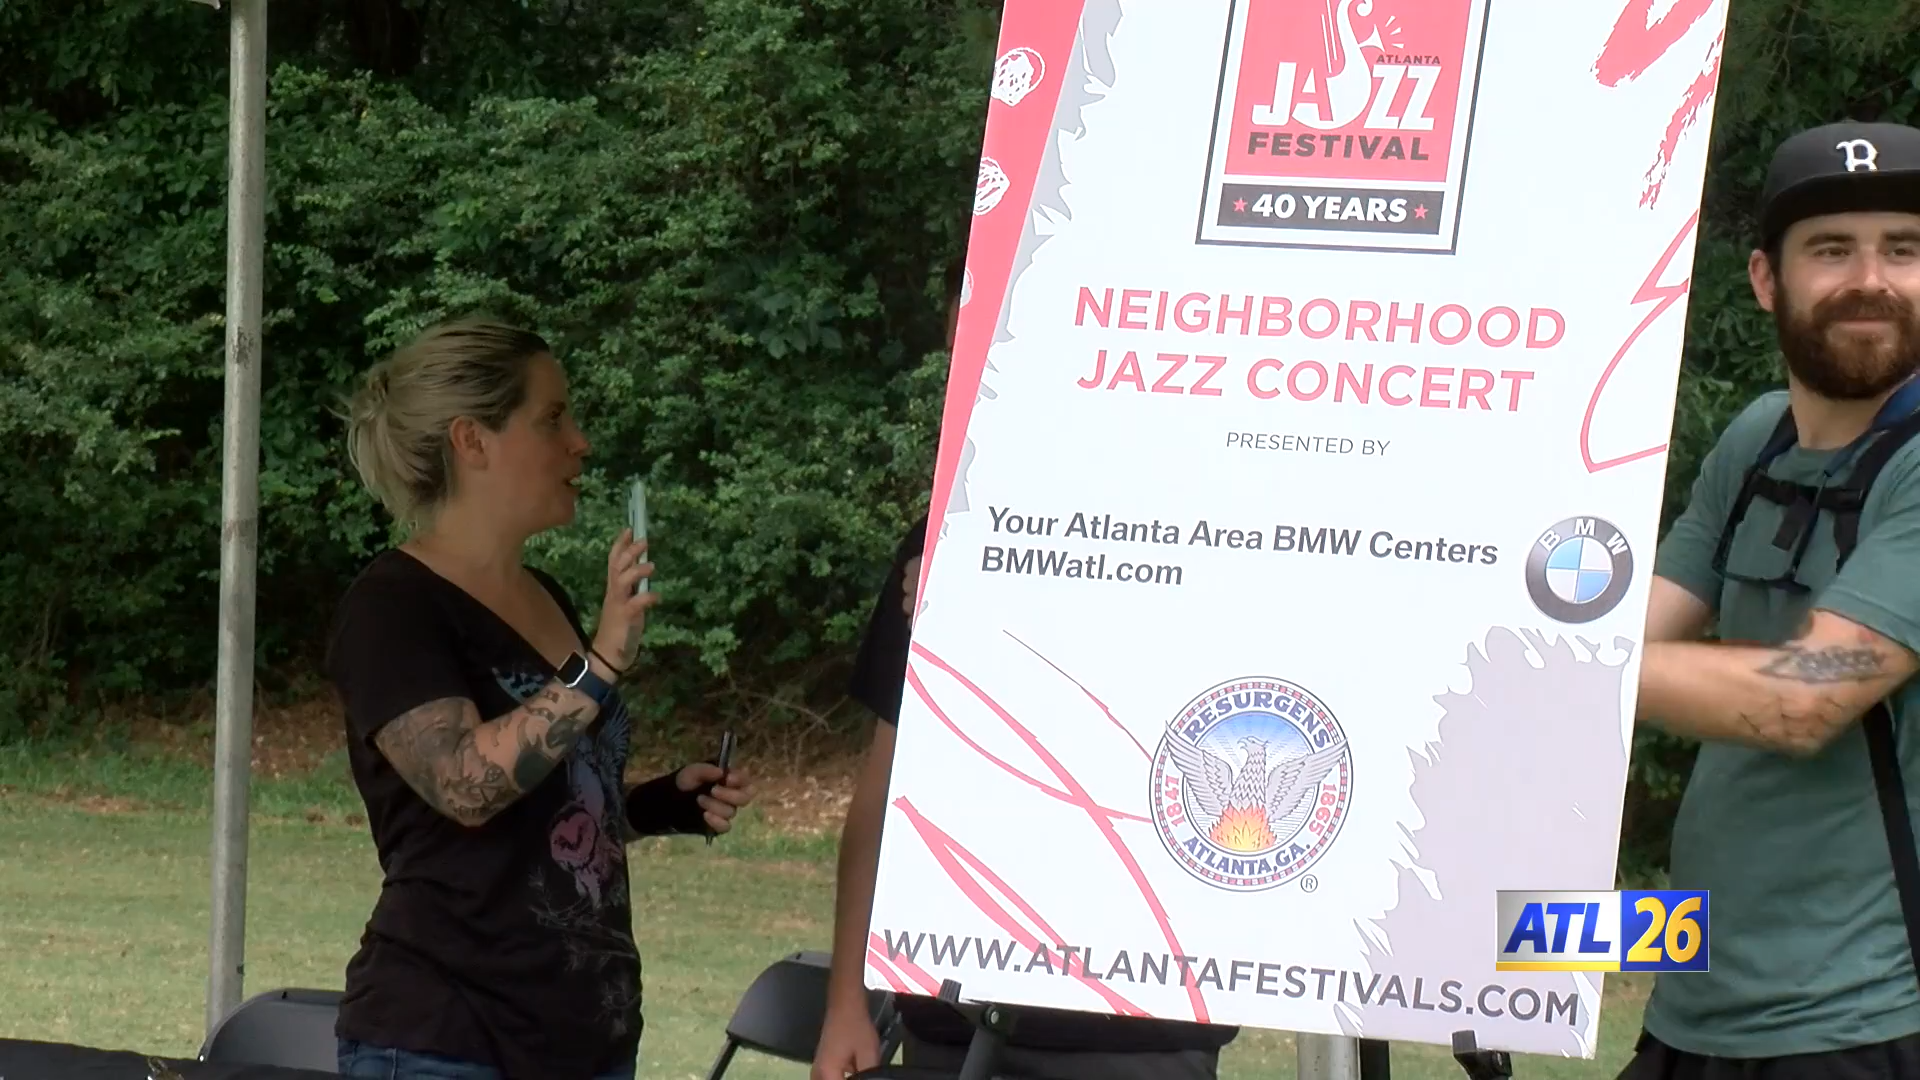 ATLANTA
JAZZ
FESTIVAL
40 YEARS
NEIGHBORHOOD
JAZZ CONCERT
PRESENTED BY
Your Atlanta Area BMW Centers
BMWatl.com
BMW
RESURGENS
1847 1865
ATLANTA, GA.
®
WWW.ATLANTAFESTIVALS.COM
B
ATL 26